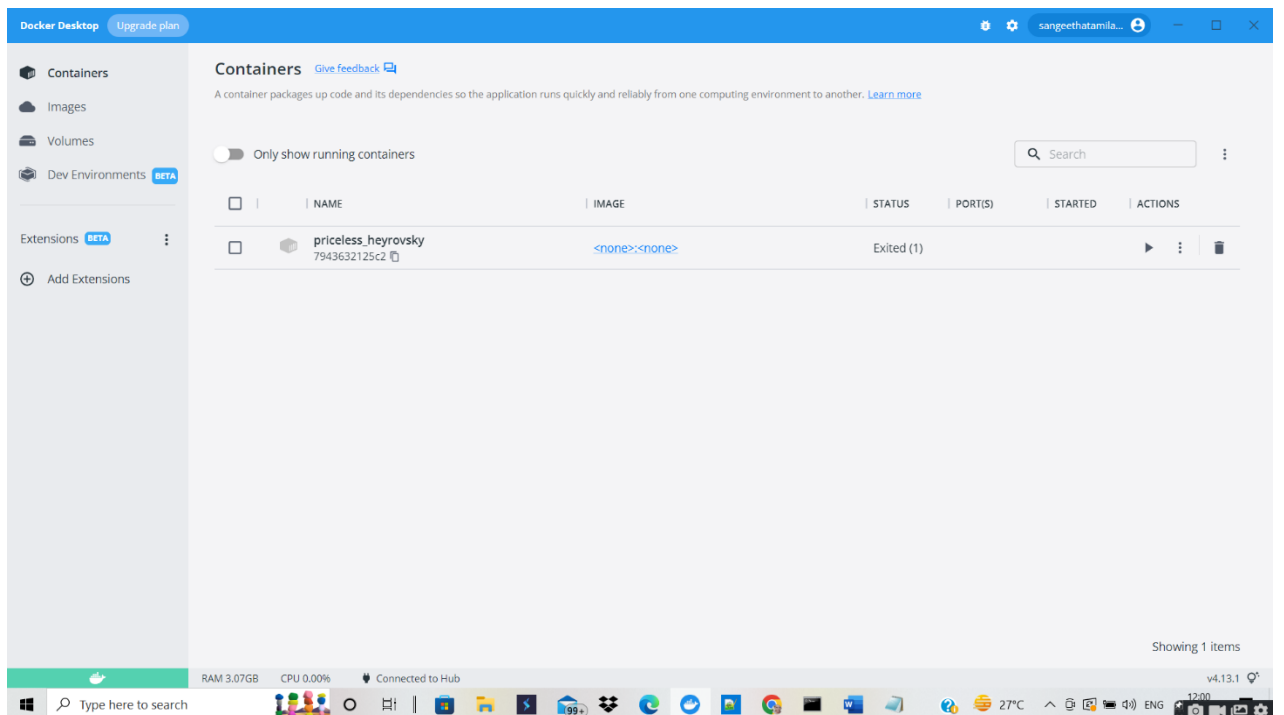 Docker Desktop Upgrade plan sangeethatamila...
Containers
Images
Volumes
Dev Environments BETA
Extensions BETA
Add Extensions
Containers Give feedback
A container packages up code and its dependencies so the application runs quickly and reliably from one computing environment to another. Learn more
Only show running containers Search
NAME IMAGE STATUS PORT(S) STARTED ACTIONS
priceless_heyrovsky <none>:<none> Exited (1)
7943632125c2
Showing 1 items
RAM 3.07GB CPU 0.00% Connected to Hub v4.13.1
Type here to search 99+ 27°C ENG 12:00